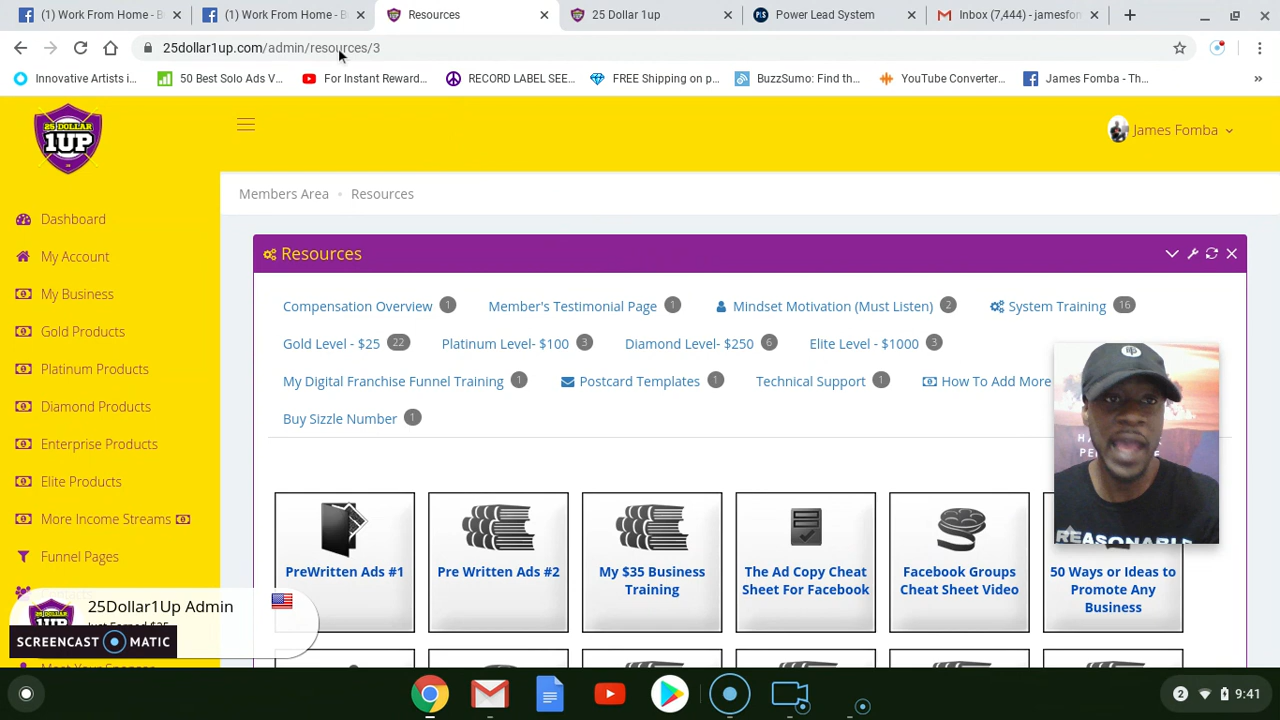 (1) Work From Home - B
(1) Work From Home - B
Resources
25 Dollar 1up
Power Lead System
Inbox (7,444) - jamesfon
25dollar1up.com/admin/resources/3
Innovative Artists i...
50 Best Solo Ads V...
For Instant Reward...
RECORD LABEL SEE...
FREE Shipping on p...
BuzzSumo: Find th...
YouTube Converter...
James Fomba - Th...
25 DOLLAR
1UP
James Fomba
Members Area • Resources
Dashboard
My Account
My Business
Gold Products
Platinum Products
Diamond Products
Enterprise Products
Elite Products
More Income Streams
Funnel Pages
Resources
Compensation Overview 1
Member's Testimonial Page 1
Mindset Motivation (Must Listen) 2
System Training 16
Gold Level - $25 22
Platinum Level- $100 3
Diamond Level- $250 6
Elite Level - $1000 3
My Digital Franchise Funnel Training 1
Postcard Templates 1
Technical Support 1
How To Add More
Buy Sizzle Number 1
PreWritten Ads #1
Pre Written Ads #2
My $35 Business
Training
The Ad Copy Cheat
Sheet For Facebook
Facebook Groups
Cheat Sheet Video
50 Ways or Ideas to
Promote Any
Business
REASONABLE
25Dollar1Up Admin
Just Earned $25
SCREENCAST MATIC
2
9:41